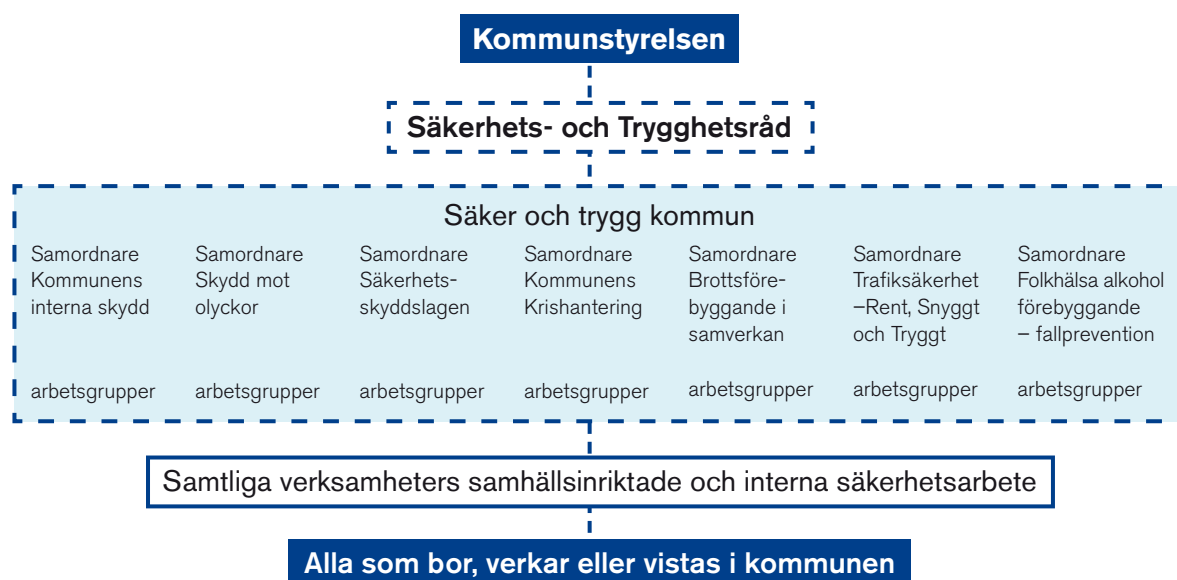 Kommunstyrelsen
Säkerhets- och Trygghetsråd
Säker och trygg kommun
Samordnare
Kommunens
interna skydd
arbetsgrupper
Samordnare
Skydd mot
olyckor
arbetsgrupper
Samordnare
Säkerhets-
skyddslagen
arbetsgrupper
Samordnare
Kommunens
Krishantering
arbetsgrupper
Samordnare
Brottsföre-
byggande i
samverkan
arbetsgrupper
Samordnare
Trafiksäkerhet
–Rent, Snyggt
och Tryggt
arbetsgrupper
Samordnare
Folkhälsa alkohol
förebyggande
– fallprevention
arbetsgrupper
Samtliga verksamheters samhällsinriktade och interna säkerhetsarbete
Alla som bor, verkar eller vistas i kommunen